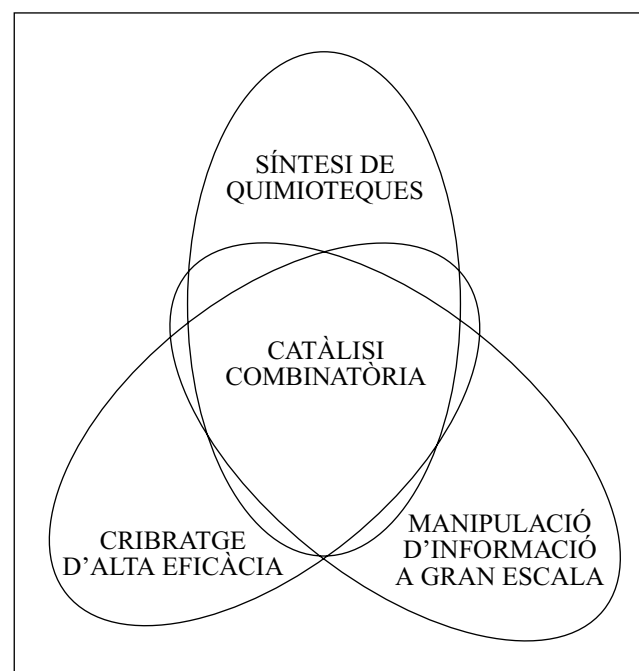 SÍNTESI DE
QUIMIOTEQUES
CATÀLISI
COMBINATÒRIA
CRIBRATGE
D’ALTA EFICÀCIA
MANIPULACIÓ
D’INFORMACIÓ
A GRAN ESCALA